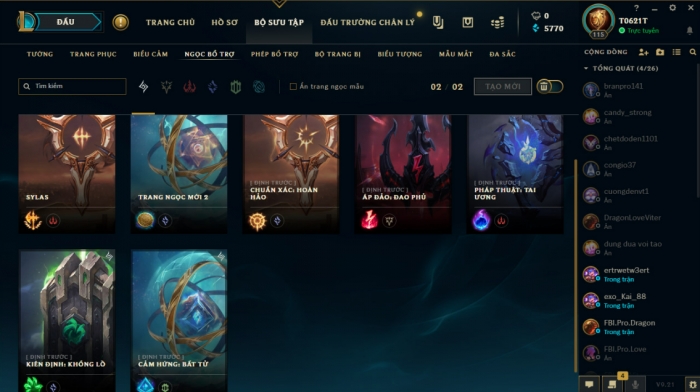 ĐẤU
TRANG CHỦ
HỒ SƠ
BỘ SƯU TẬP
ĐẤU TRƯỜNG CHÂN LÝ
0
5770
115
T0621T
Trực tuyến
TƯỚNG
TRANG PHỤC
BIỂU CẢM
NGỌC BỔ TRỢ
PHÉP BỔ TRỢ
BỘ TRANG BỊ
BIỂU TƯỢNG
MẪU MẮT
ĐA SẮC
CỘNG ĐỒNG
Tìm kiếm
Ẩn trang ngọc mẫu
02 / 02
TẠO MỚI
TỔNG QUÁT (4/26)
SYLAS
TRANG NGỌC MỚI 2
[ ĐỊNH TRƯỚC ]
CHUẨN XÁC: HOÀN
HẢO
[ ĐỊNH TRƯỚC ]
ÁP ĐẢO: ĐAO PHỦ
[ ĐỊNH TRƯỚC ]
PHÁP THUẬT: TAI
ƯƠNG
[ ĐỊNH TRƯỚC ]
KIÊN ĐỊNH: KHỔNG LỒ
[ ĐỊNH TRƯỚC ]
CẢM HỨNG: BẤT TỬ
branpro141
Ẩn
candy_strong
Ẩn
chetdoden1101
Ẩn
congio37
Ẩn
cuongdenvt1
Ẩn
DragonLoveViter
Ẩn
dung dua voi tao
Ẩn
ertrwetw3ert
Trong trận
exo_Kai_88
Trong trận
FBI.Pro.Dragon
Trong trận
FBI.Pro.Love
Ẩn
4
V9.21